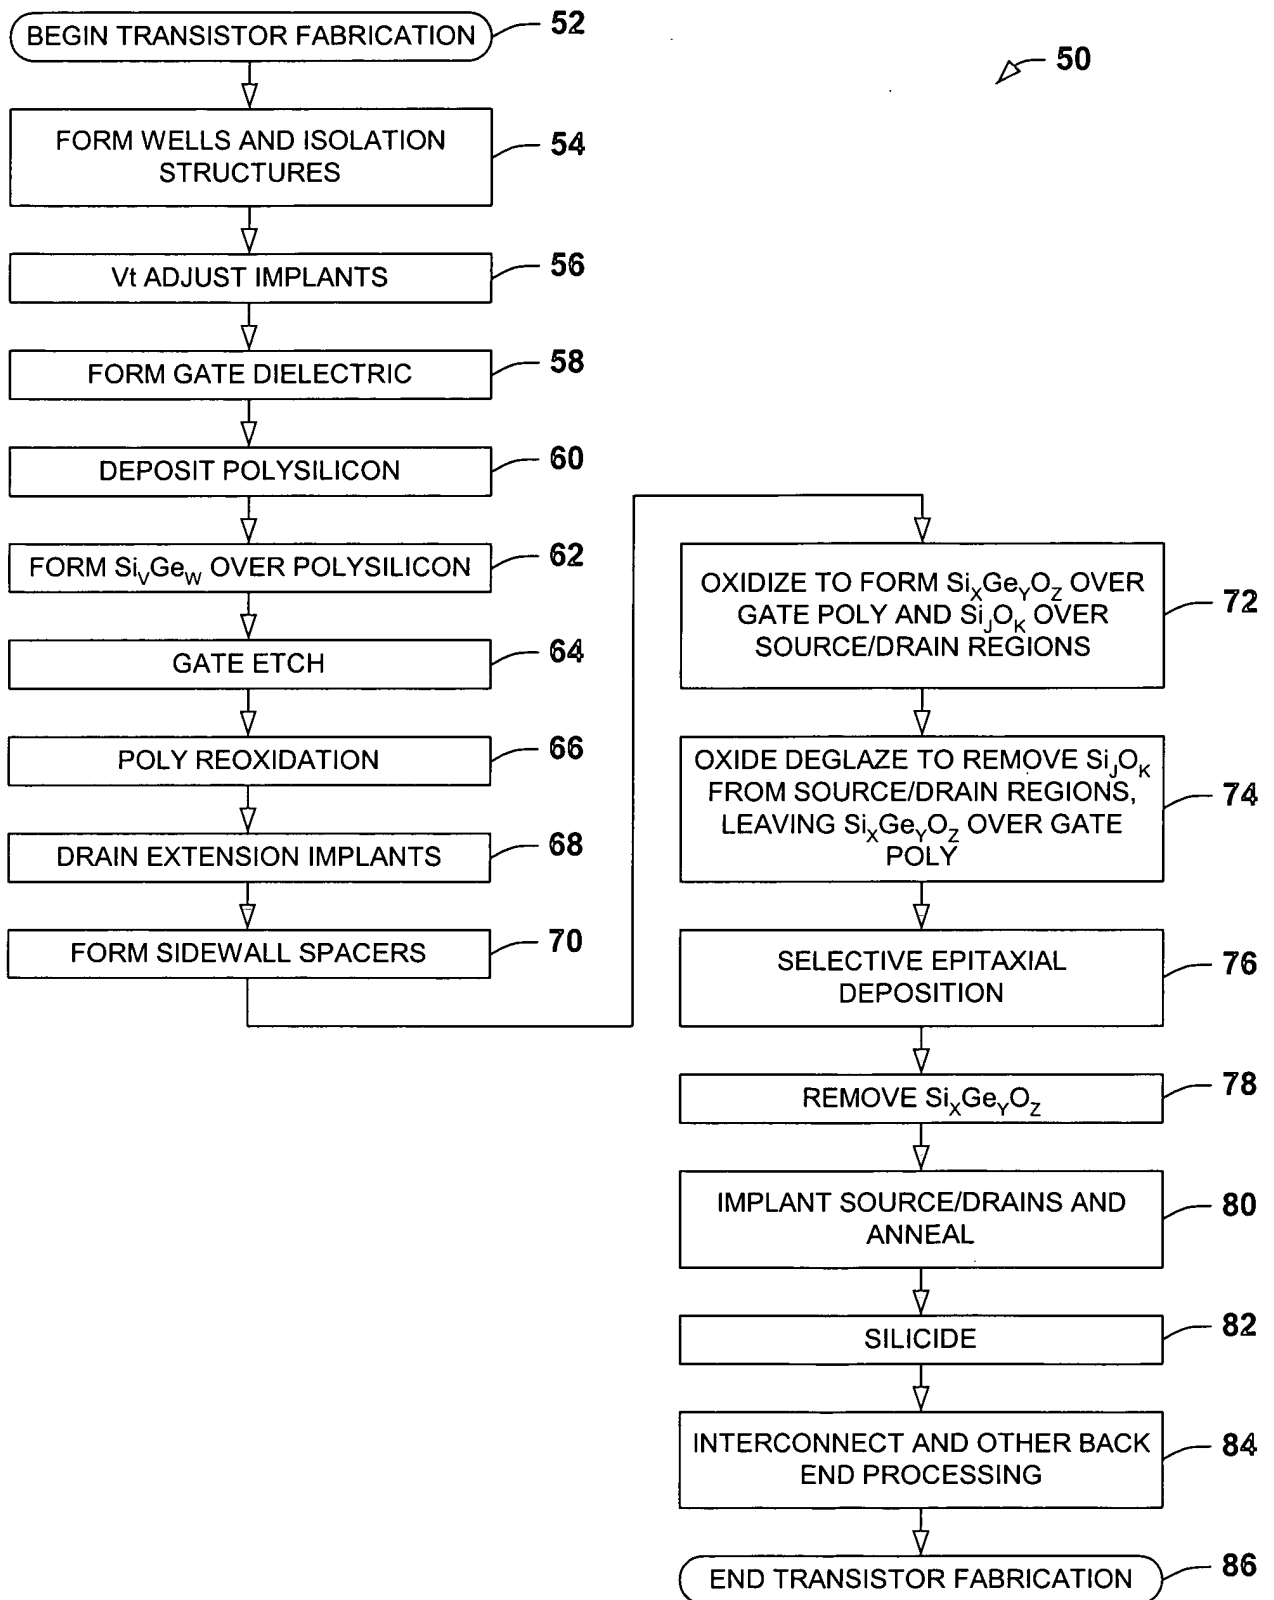 BEGIN TRANSISTOR FABRICATION
52
50
FORM WELLS AND ISOLATION
STRUCTURES
54
Vt ADJUST IMPLANTS
56
FORM GATE DIELECTRIC
58
DEPOSIT POLYSILICON
60
FORM SiVGeW OVER POLYSILICON
62
GATE ETCH
64
POLY REOXIDATION
66
DRAIN EXTENSION IMPLANTS
68
FORM SIDEWALL SPACERS
70
OXIDIZE TO FORM SiXGeYOZ OVER
GATE POLY AND SiJOK OVER
SOURCE/DRAIN REGIONS
72
OXIDE DEGLAZE TO REMOVE SiJOK
FROM SOURCE/DRAIN REGIONS,
LEAVING SiXGeYOZ OVER GATE
POLY
74
SELECTIVE EPITAXIAL
DEPOSITION
76
REMOVE SiXGeYOZ
78
IMPLANT SOURCE/DRAINS AND
ANNEAL
80
SILICIDE
82
INTERCONNECT AND OTHER BACK
END PROCESSING
84
END TRANSISTOR FABRICATION
86